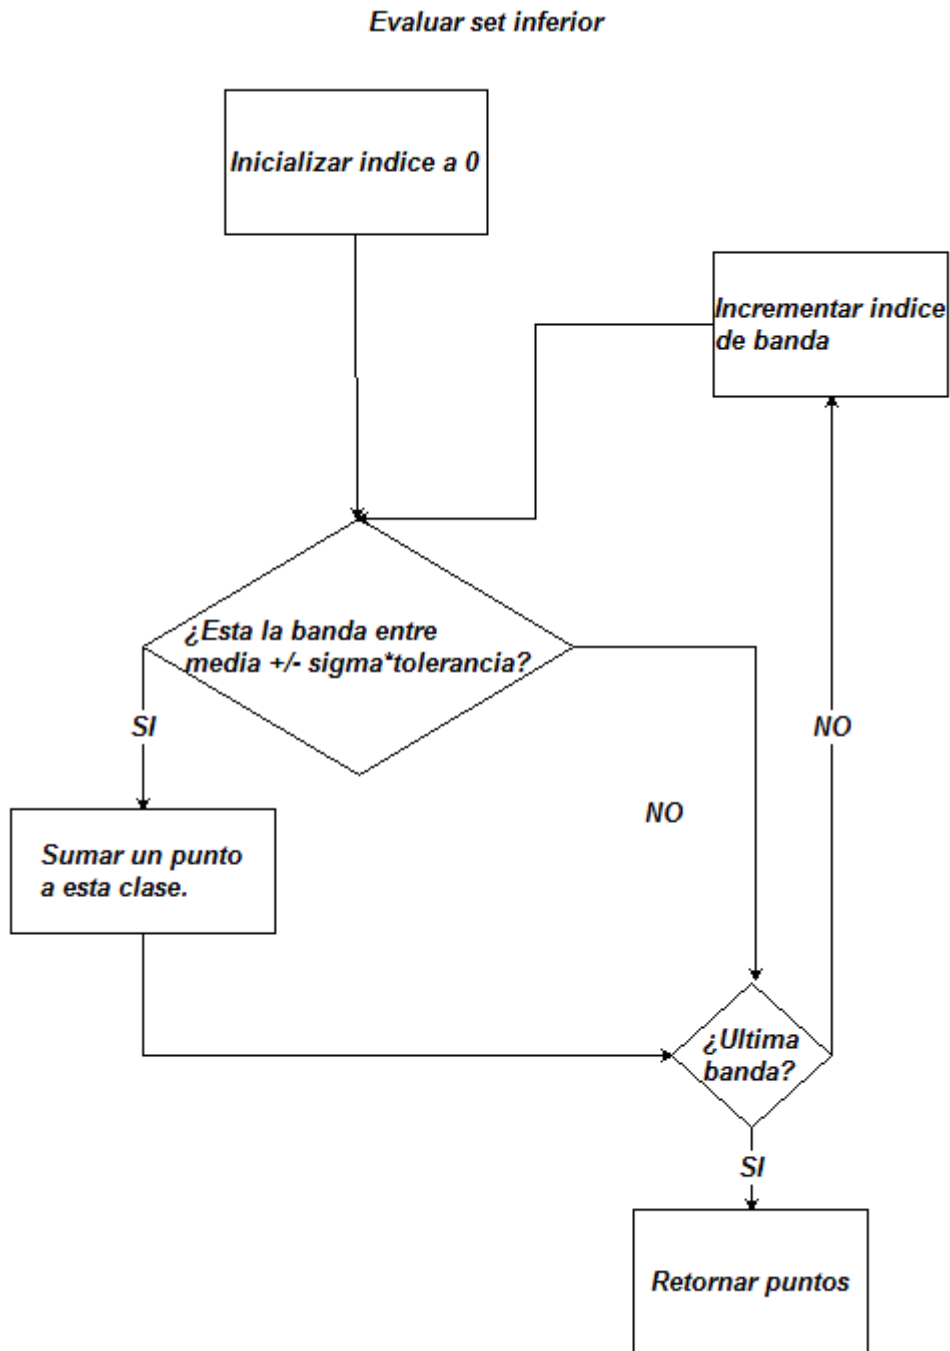 Evaluar set inferior
Inicializar indice a 0
Incrementar indice
de banda
¿Esta la banda entre
media +/- sigma*tolerancia?
SI
NO
NO
Sumar un punto
a esta clase.
¿Ultima
banda?
SI
Retornar puntos